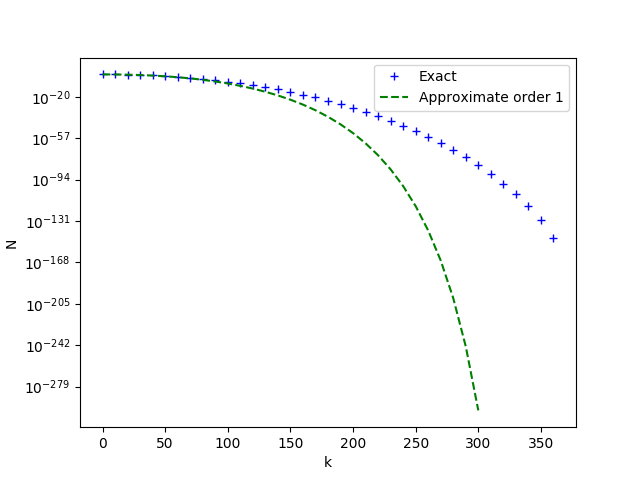 Exact
Approximate order 1
10⁻²⁰
10⁻⁵⁷
10⁻⁹⁴
10⁻¹³¹
10⁻¹⁶⁸
10⁻²⁰⁵
10⁻²⁴²
10⁻²⁷⁹
N
0 50 100 150 200 250 300 350
k